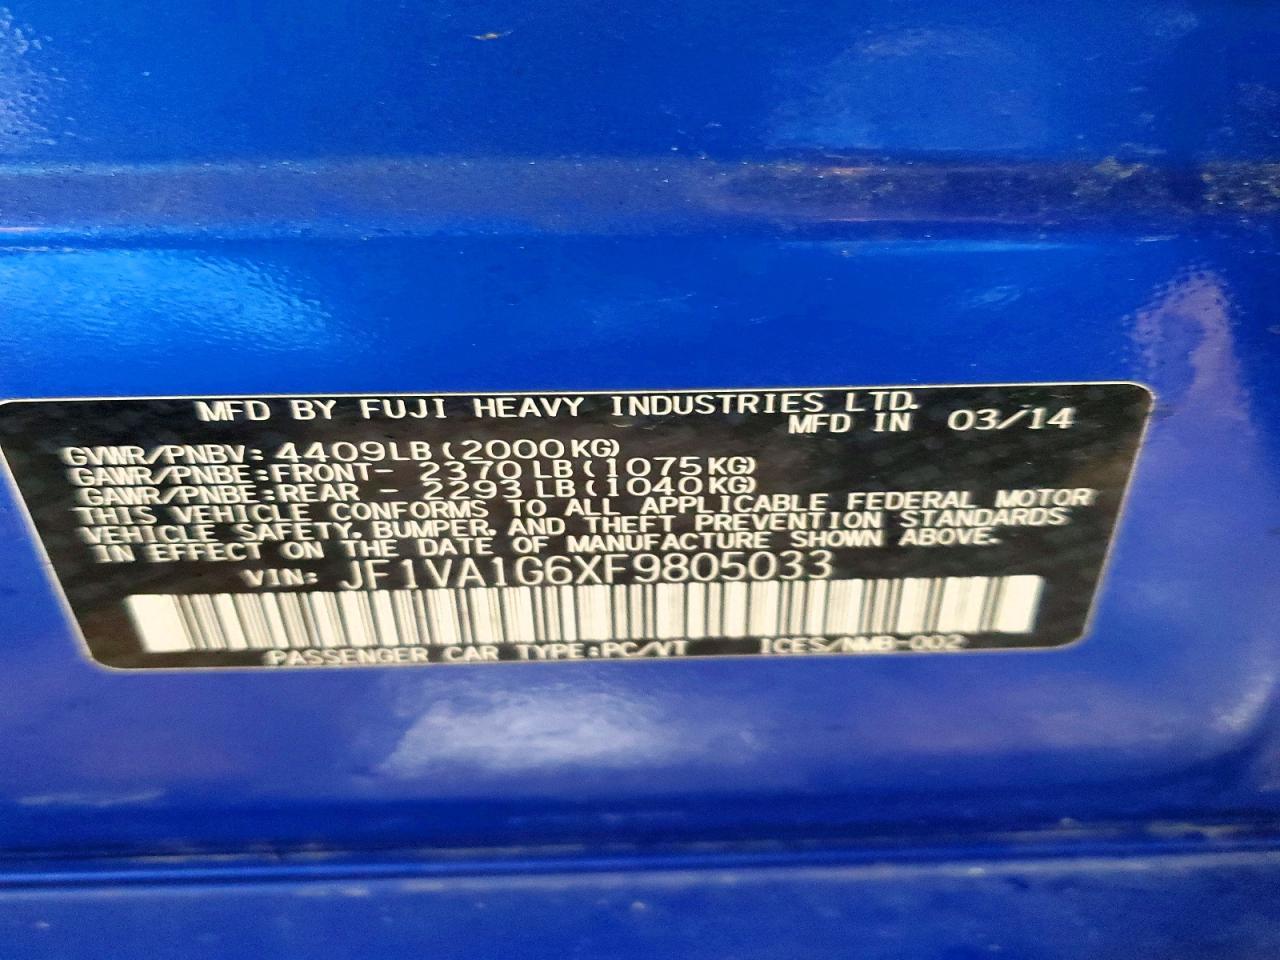 MFD BY FUJI HEAVY INDUSTRIES LTD.
MFD IN 03/14
GVWR/PNBV: 4409LB(2000KG)
GAWR/PNBE:FRONT- 2370LB(1075KG)
GAWR/PNBE:REAR - 2293LB(1040KG)
THIS VEHICLE CONFORMS TO ALL APPLICABLE FEDERAL MOTOR
VEHICLE SAFETY, BUMPER, AND THEFT PREVENTION STANDARDS
IN EFFECT ON THE DATE OF MANUFACTURE SHOWN ABOVE.
VIN: JF1VA1G6XF9805033
PASSENGER CAR TYPE:PC/VT ICES/NMB-002